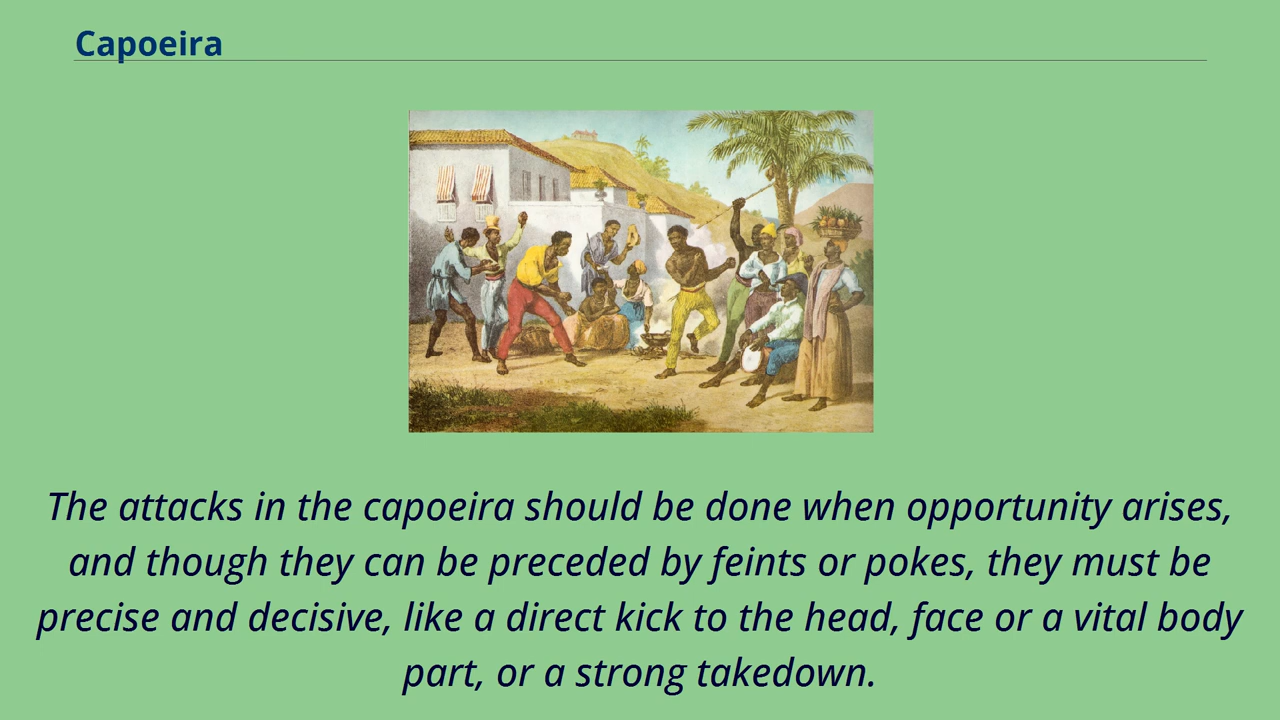 Capoeira
The attacks in the capoeira should be done when opportunity arises,
and though they can be preceded by feints or pokes, they must be
precise and decisive, like a direct kick to the head, face or a vital body
part, or a strong takedown.